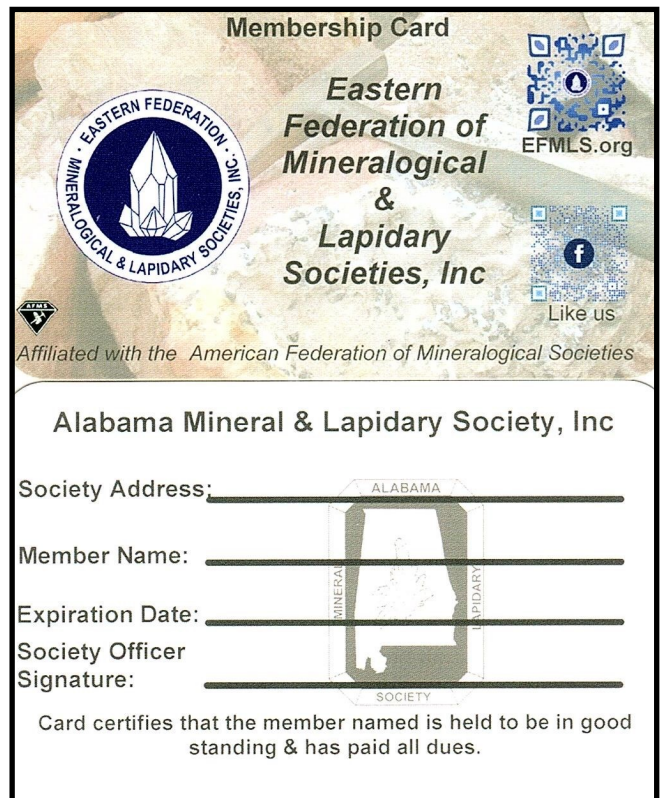 Membership Card
Eastern
Federation of
Mineralogical
&
Lapidary
Societies, Inc
· EASTERN FEDERATION ·
MINERALOGICAL & LAPIDARY SOCIETIES, INC.
EFMLS.org
f
Like us
AFMS
Affiliated with the American Federation of Mineralogical Societies
Alabama Mineral & Lapidary Society, Inc
Society Address:
ALABAMA
Member Name:
MINERAL
LAPIDARY
Expiration Date:
Society Officer
Signature:
SOCIETY
Card certifies that the member named is held to be in good
standing & has paid all dues.